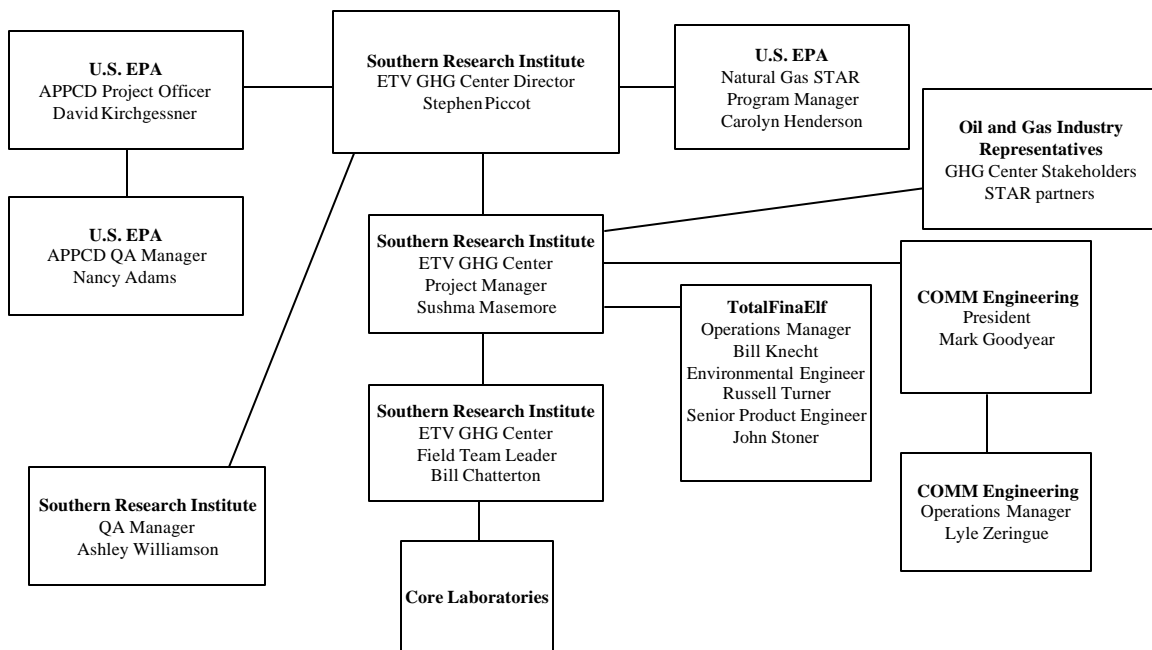 U.S. EPA
APPCD Project Officer
David Kirchgessner
Southern Research Institute
ETV GHG Center Director
Stephen Piccot
U.S. EPA
Natural Gas STAR
Program Manager
Carolyn Henderson
Oil and Gas Industry
Representatives
GHG Center Stakeholders
STAR partners
U.S. EPA
APPCD QA Manager
Nancy Adams
Southern Research Institute
ETV GHG Center
Project Manager
Sushma Masemore
COMM Engineering
President
Mark Goodyear
TotalFinaElf
Operations Manager
Bill Knecht
Environmental Engineer
Russell Turner
Senior Product Engineer
John Stoner
Southern Research Institute
ETV GHG Center
Field Team Leader
Bill Chatterton
Southern Research Institute
QA Manager
Ashley Williamson
COMM Engineering
Operations Manager
Lyle Zeringue
Core Laboratories